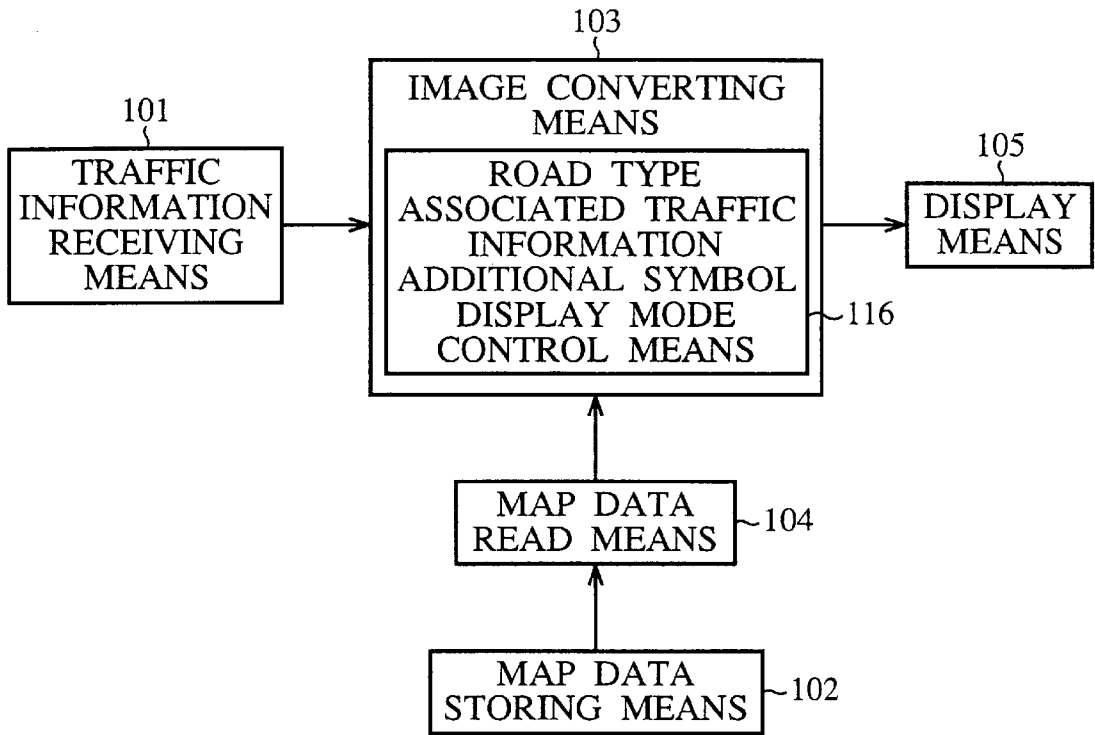 103
IMAGE CONVERTING
MEANS
101
TRAFFIC
INFORMATION
RECEIVING
MEANS
ROAD TYPE
ASSOCIATED TRAFFIC
INFORMATION
ADDITIONAL SYMBOL
DISPLAY MODE
CONTROL MEANS
116
105
DISPLAY
MEANS
MAP DATA
READ MEANS
104
MAP DATA
STORING MEANS
102